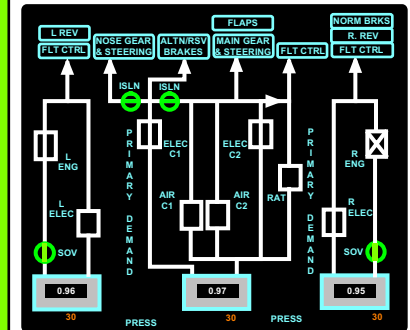 L REV
FLT CTRL
NOSE GEAR
& STEERING
ALTN/RSV
BRAKES
FLAPS
MAIN GEAR
& STEERING
FLT CTRL
NORM BRKS
R. REV
FLT CTRL
ISLN
ISLN
L
ENG
L
ELEC
SOV
PRIMARY DEMAND
ELEC
C1
ELEC
C2
AIR
C1
AIR
C2
RAT
PRIMARY DEMAND
R
ENG
R
ELEC
SOV
0.96
0.97
0.95
30
PRESS
30
PRESS
30